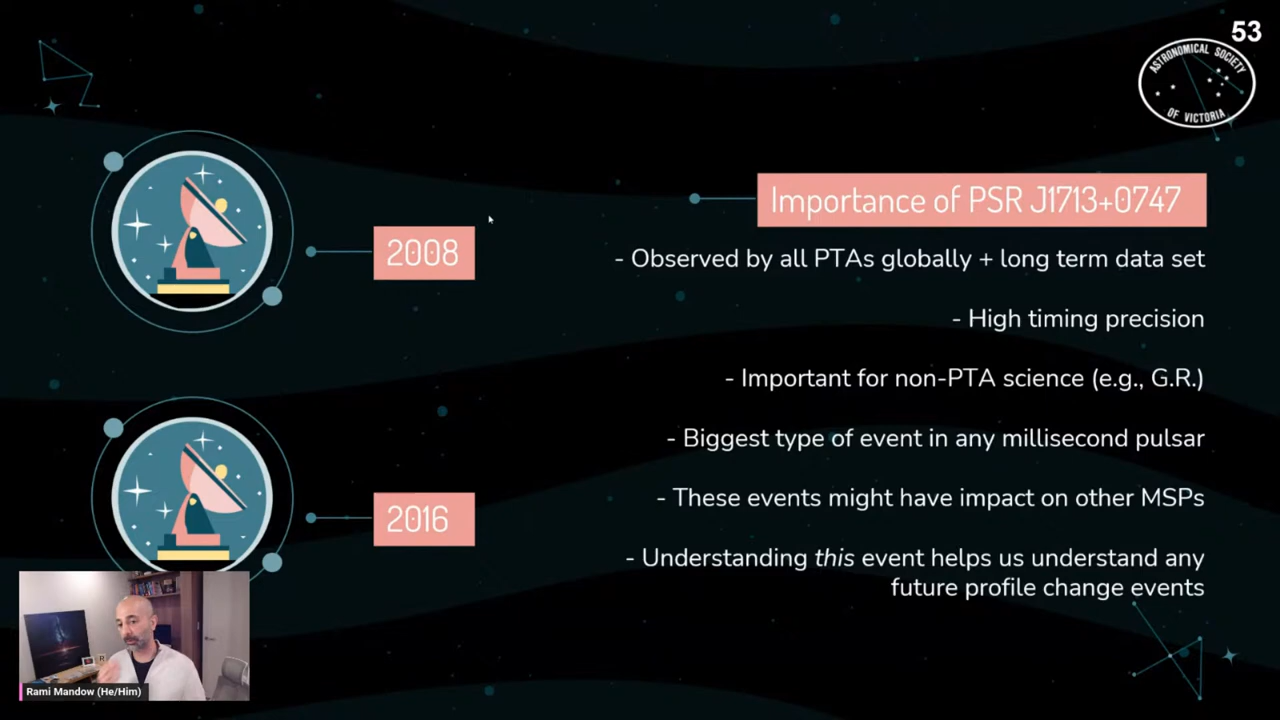 53
ASTRONOMICAL SOCIETY
OF VICTORIA
2008
2016
Importance of PSR J1713+0747
- Observed by all PTAs globally + long term data set
- High timing precision
- Important for non-PTA science (e.g., G.R.)
- Biggest type of event in any millisecond pulsar
- These events might have impact on other MSPs
- Understanding this event helps us understand any
future profile change events
Rami Mandow (He/Him)